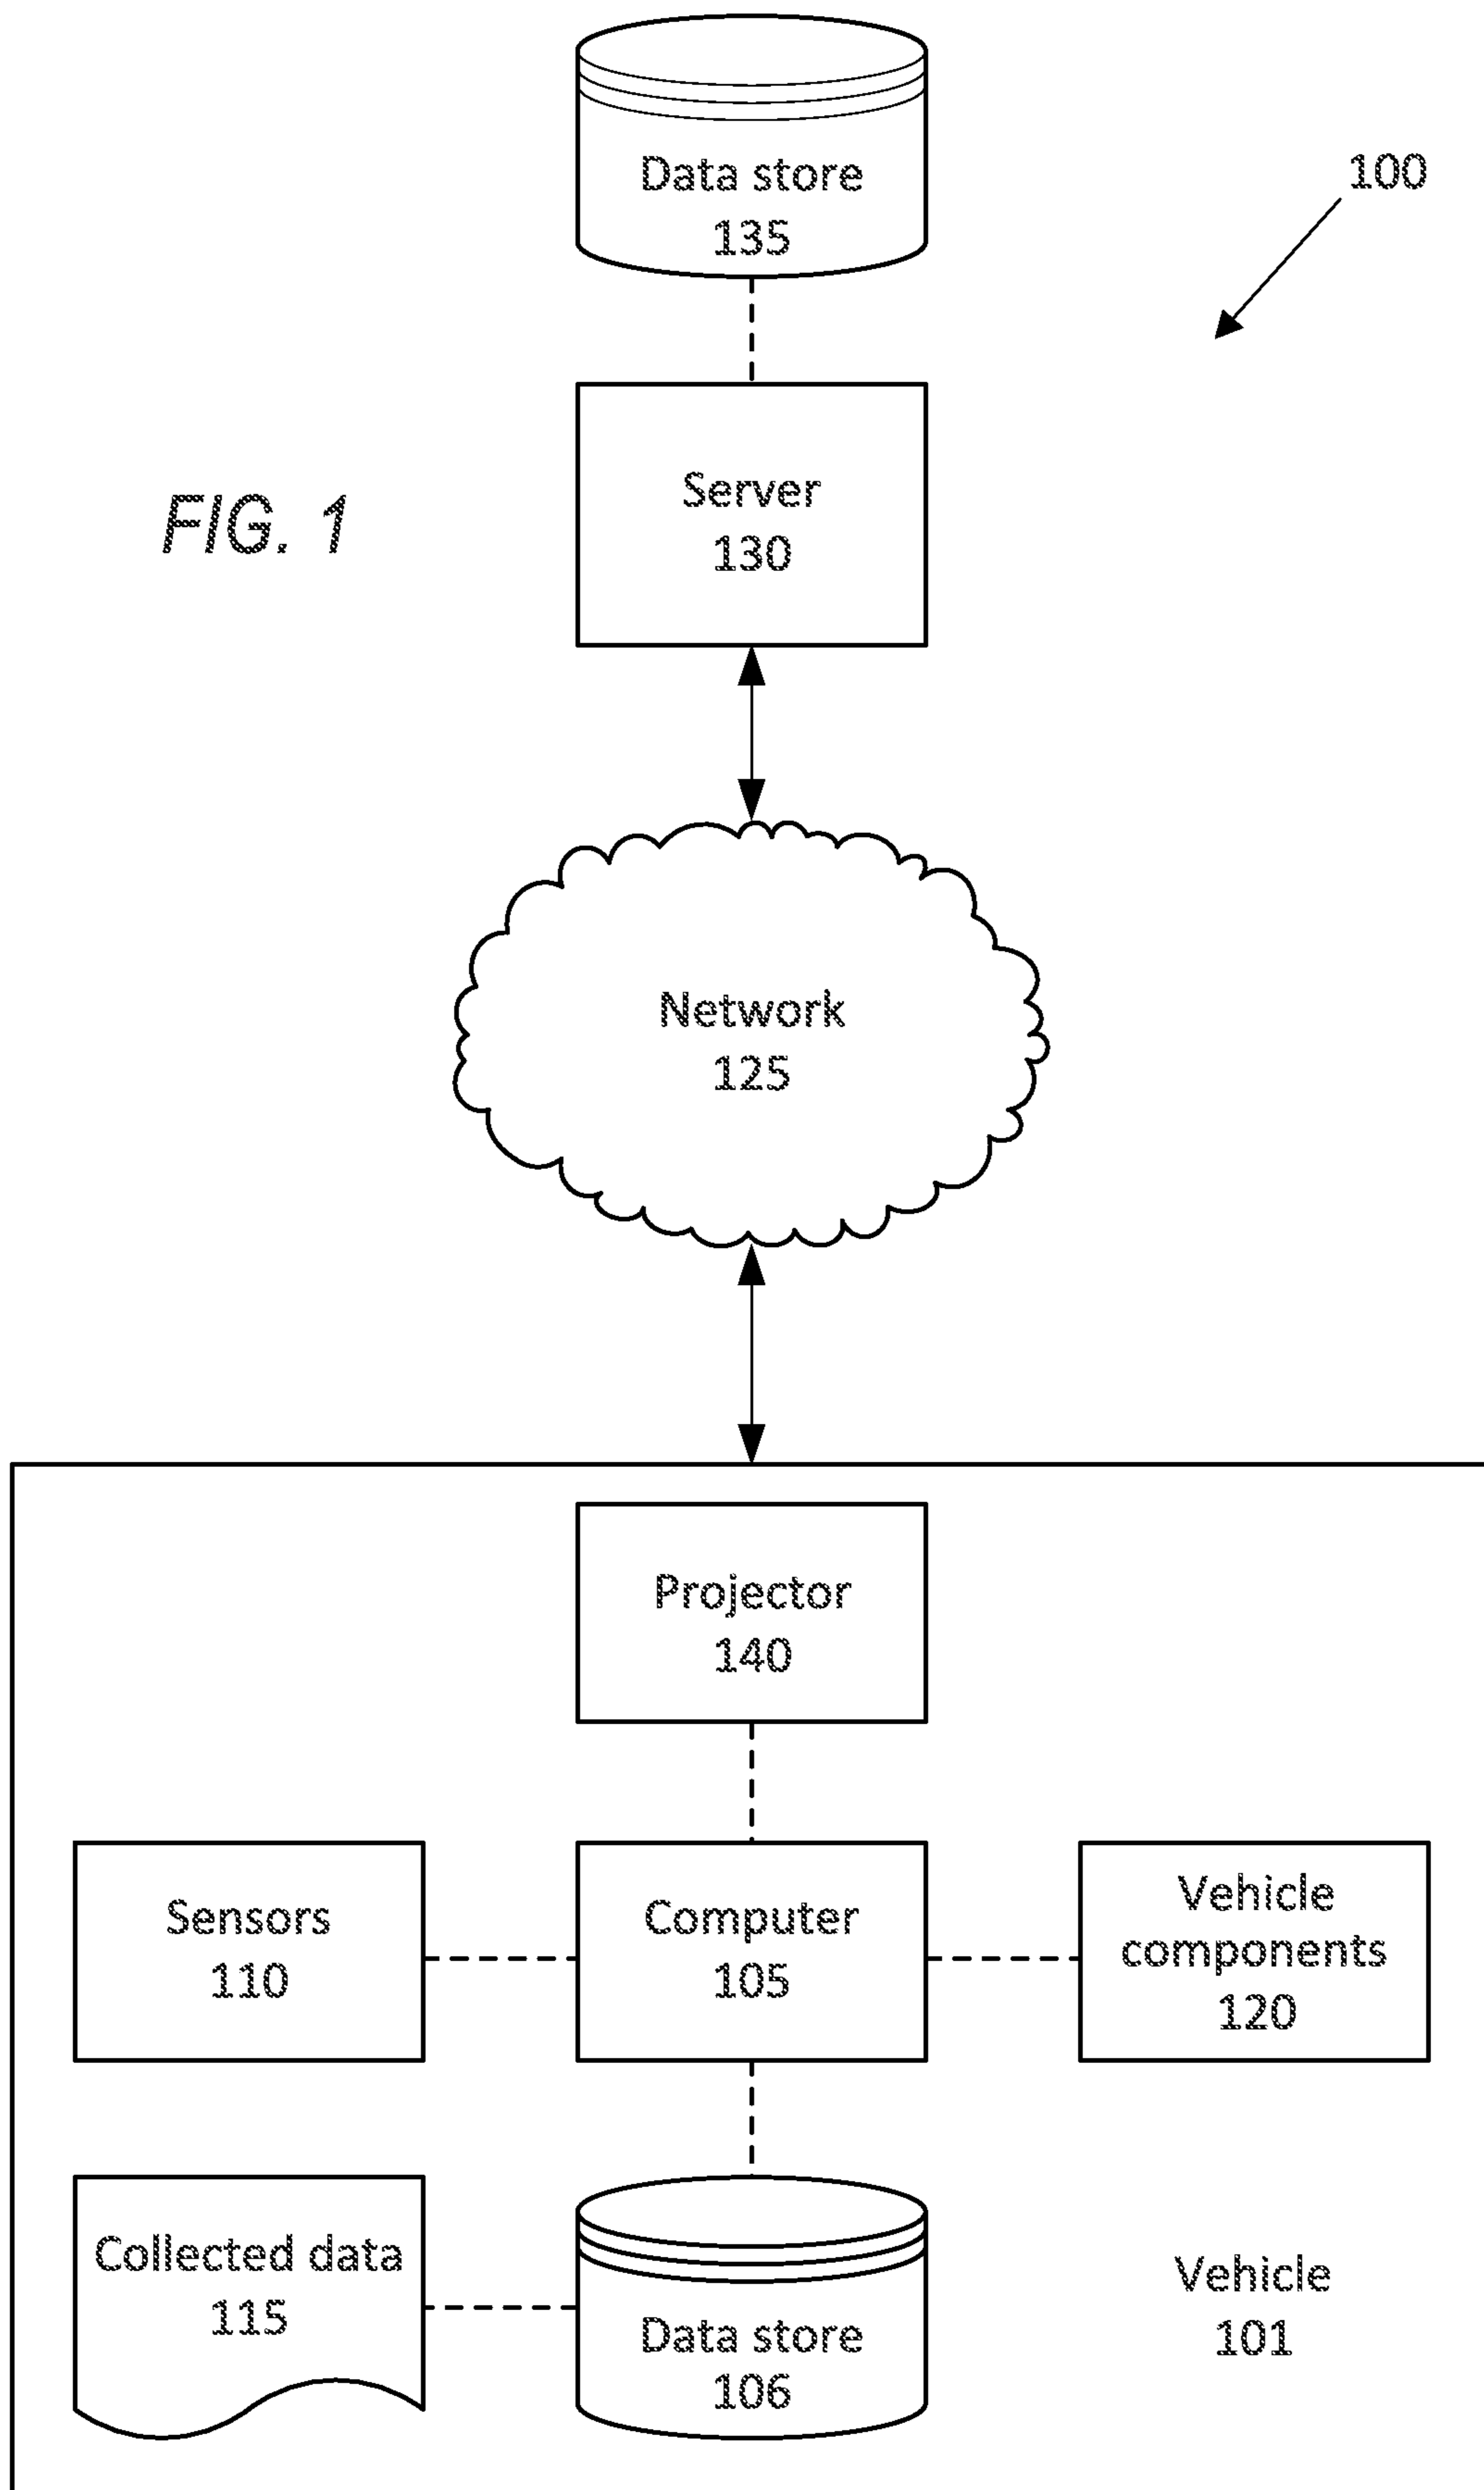 Data store
135
100
Server
130
FIG. 1
Network
125
Projector
140
Sensors
110
Computer
105
Vehicle
components
120
Collected data
115
Data store
106
Vehicle
101